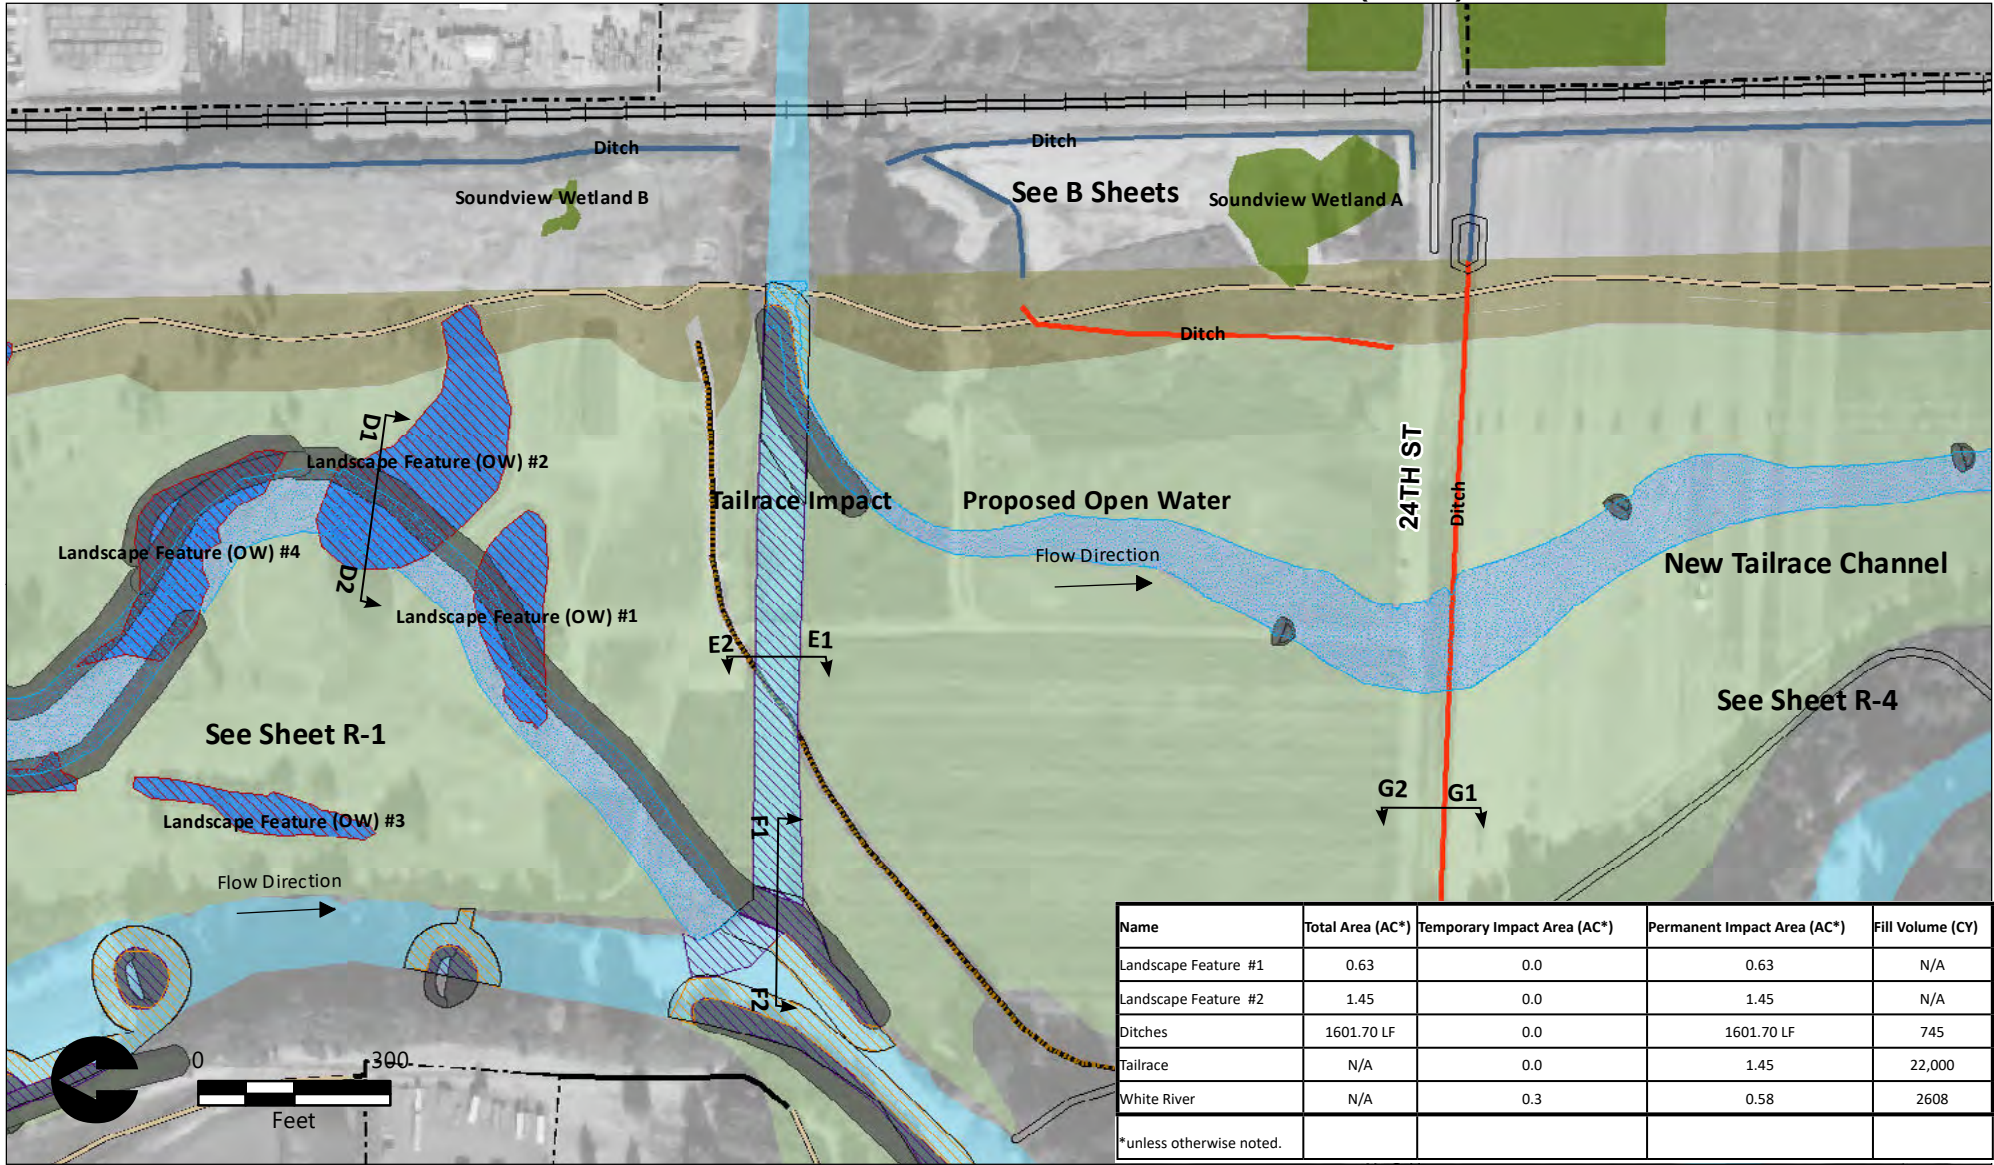 Ditch
Ditch
Soundview Wetland B
See B Sheets
Soundview Wetland A
Ditch
D1
Landscape Feature (OW) #2
24TH ST
Tailrace Impact
Proposed Open Water
Ditch
Landscape Feature (OW) #4
Flow Direction
New Tailrace Channel
D2
Landscape Feature (OW) #1
E2
E1
See Sheet R-1
See Sheet R-4
G2
G1
Landscape Feature (OW) #3
F1
Flow Direction
F2
0
300
Feet
Name Total Area (AC*) Temporary Impact Area (AC*) Permanent Impact Area (AC*) Fill Volume (CY)
Landscape Feature #1 0.63 0.0 0.63 N/A
Landscape Feature #2 1.45 0.0 1.45 N/A
Ditches 1601.70 LF 0.0 1601.70 LF 745
Tailrace N/A 0.0 1.45 22,000
White River N/A 0.3 0.58 2608
*unless otherwise noted.